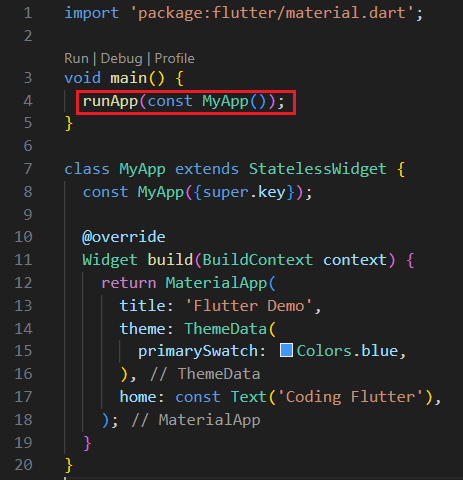 1 import 'package:flutter/material.dart';
2
Run | Debug | Profile
3 void main() {
4 runApp(const MyApp());
5 }
6
7 class MyApp extends StatelessWidget {
8 const MyApp({super.key});
9
10 @override
11 Widget build(BuildContext context) {
12 return MaterialApp(
13 title: 'Flutter Demo',
14 theme: ThemeData(
15 primarySwatch: Colors.blue,
16 ), // ThemeData
17 home: const Text('Coding Flutter'),
18 ); // MaterialApp
19 }
20 }